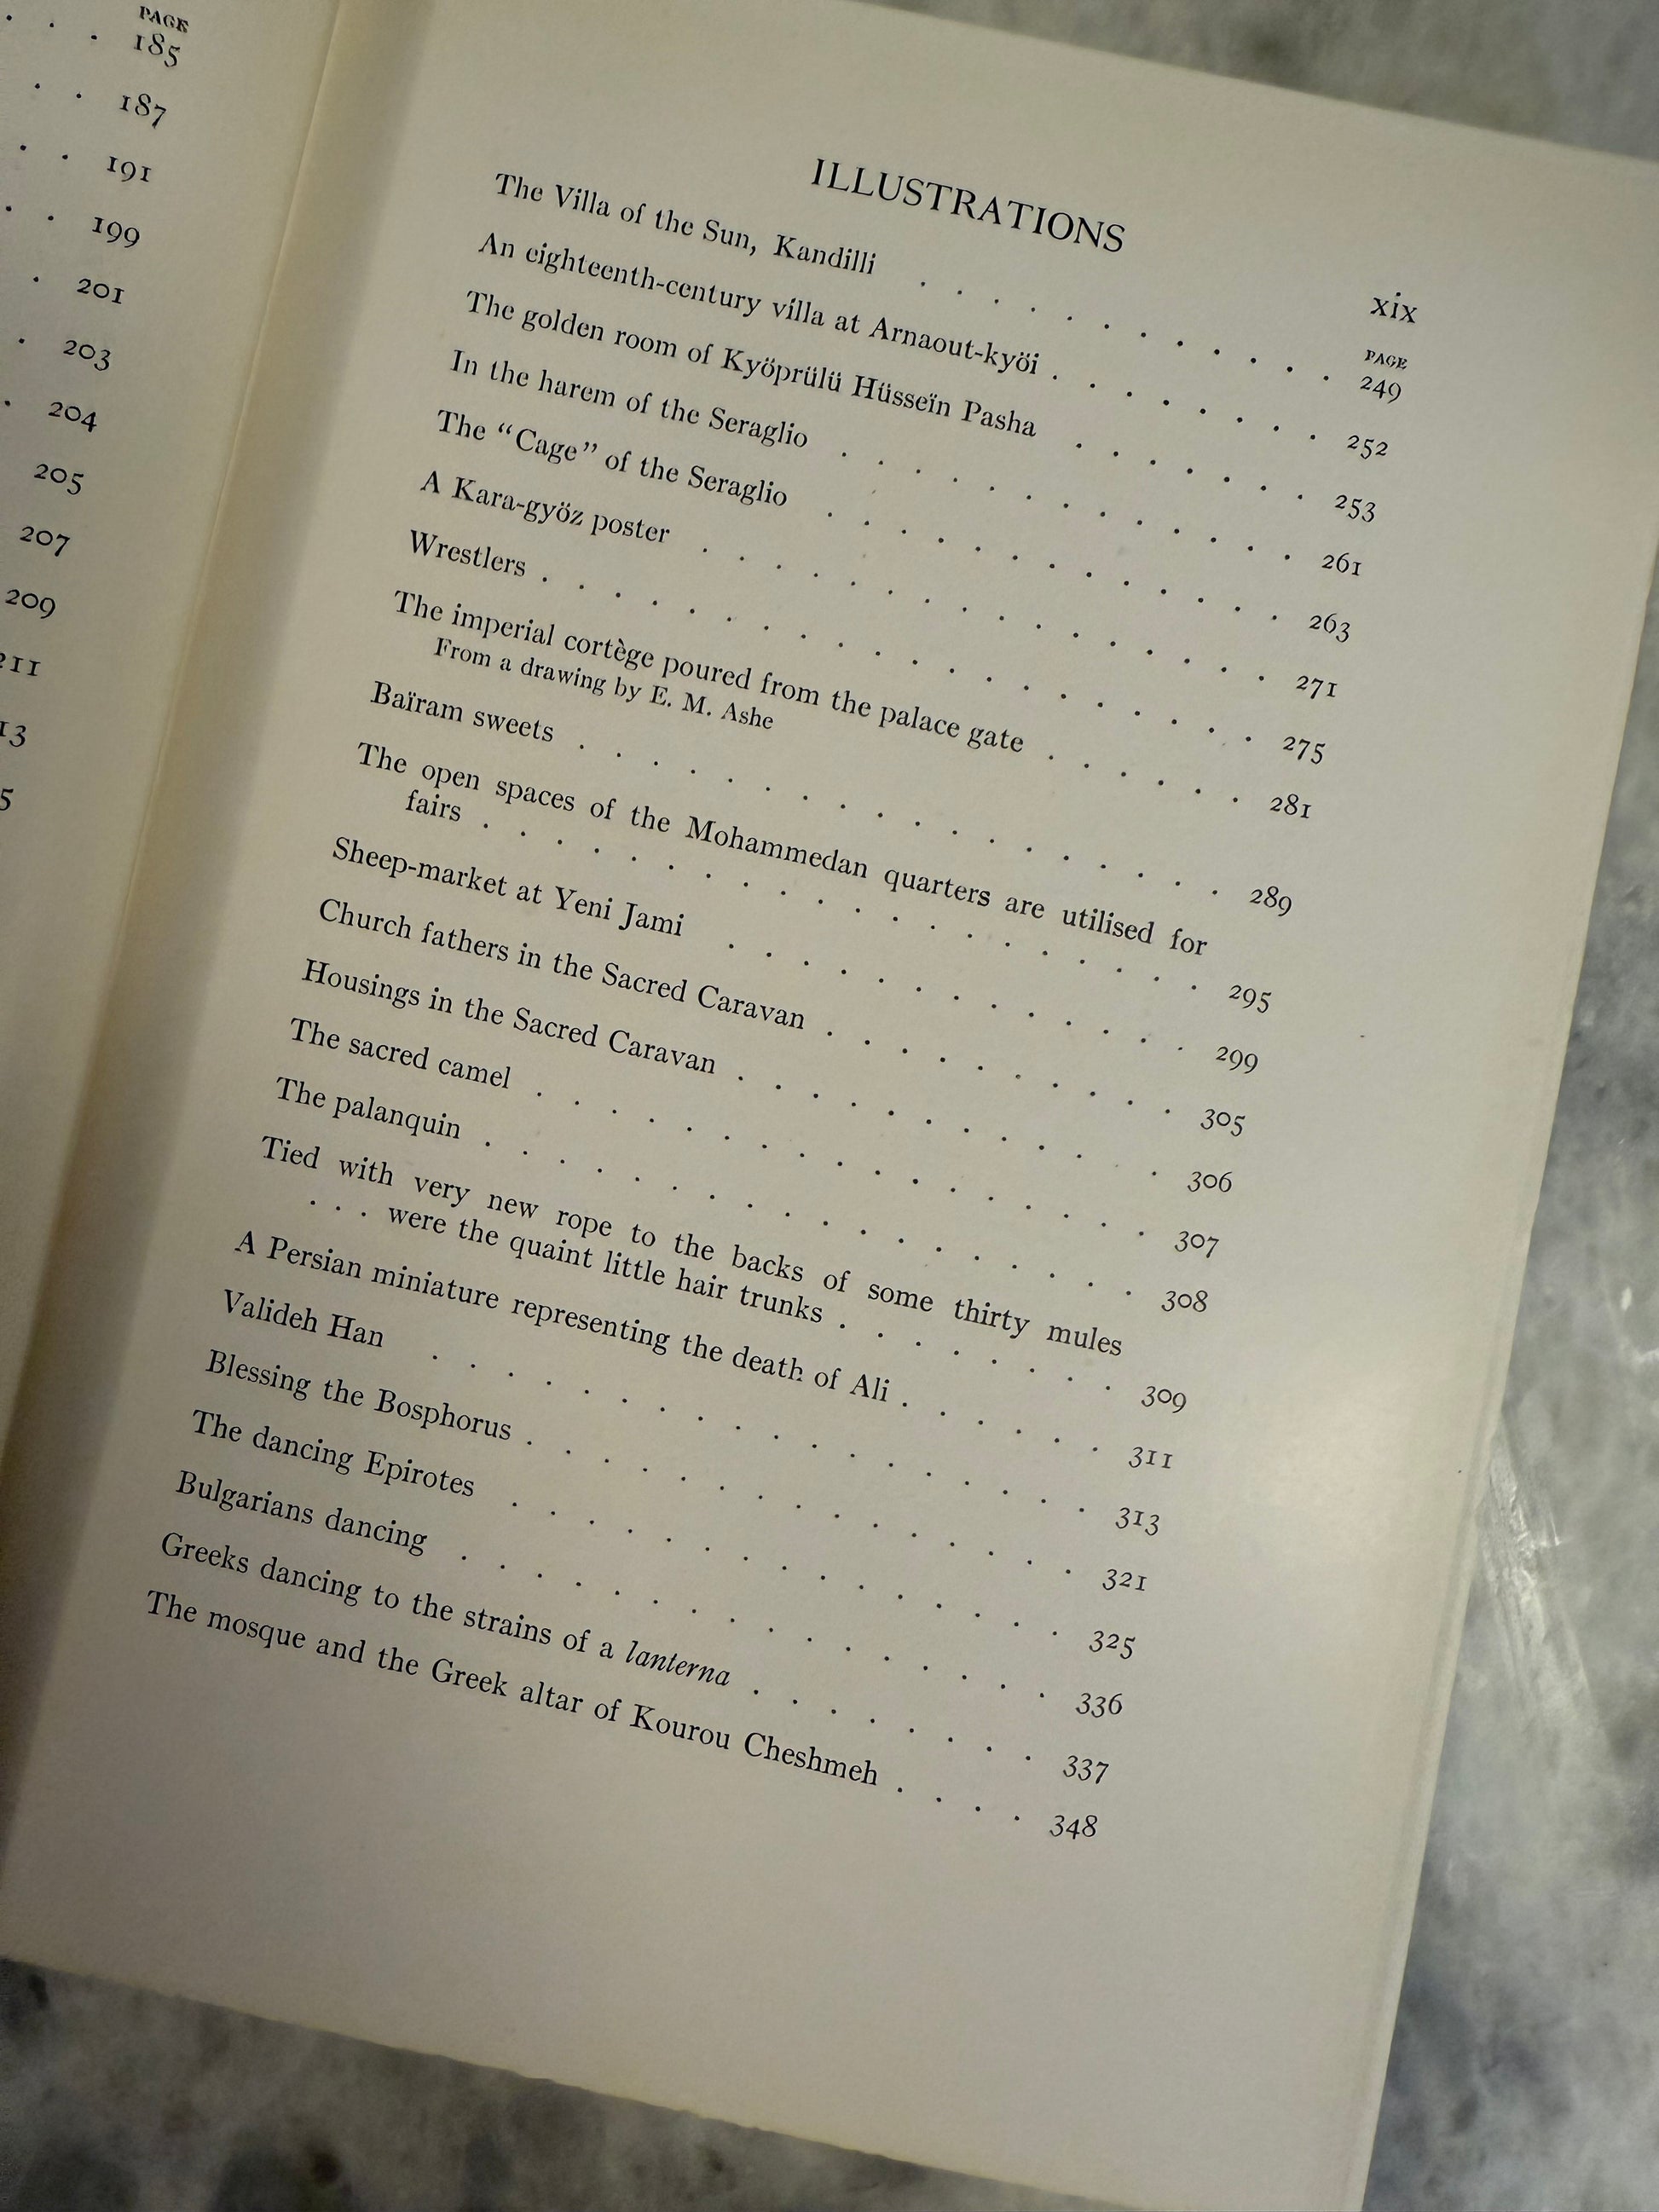 PAGE
185
187
191
199
201
203
204
205
207
209
211
13
5
ILLUSTRATIONS xix
PAGE
The Villa of the Sun, Kandilli . . . . . . . . . . . . 249
An eighteenth-century villa at Arnaout-kyöi . . . . . . . . 252
The golden room of Kyöprülü Hüsseïn Pasha . . . . . . . 253
In the harem of the Seraglio . . . . . . . . . . . . . 261
The "Cage" of the Seraglio . . . . . . . . . . . . . 263
A Kara-gyöz poster . . . . . . . . . . . . . . . . 271
Wrestlers . . . . . . . . . . . . . . . . . . . . 275
The imperial cortège poured from the palace gate . . . . . . 281
From a drawing by E. M. Ashe
Baïram sweets . . . . . . . . . . . . . . . . . . 289
The open spaces of the Mohammedan quarters are utilised for
fairs . . . . . . . . . . . . . . . . . . . . 295
Sheep-market at Yeni Jami . . . . . . . . . . . . . 299
Church fathers in the Sacred Caravan . . . . . . . . . . 305
Housings in the Sacred Caravan . . . . . . . . . . . . 306
The sacred camel . . . . . . . . . . . . . . . . . 307
The palanquin . . . . . . . . . . . . . . . . . . 308
Tied with very new rope to the backs of some thirty mules
. . . were the quaint little hair trunks . . . . . . . . 309
A Persian miniature representing the death of Ali . . . . . . 311
Valideh Han . . . . . . . . . . . . . . . . . . 313
Blessing the Bosphorus . . . . . . . . . . . . . . . 321
The dancing Epirotes . . . . . . . . . . . . . . . 325
Bulgarians dancing . . . . . . . . . . . . . . . . 336
Greeks dancing to the strains of a lanterna . . . . . . . . 337
The mosque and the Greek altar of Kourou Cheshmeh . . . . 348